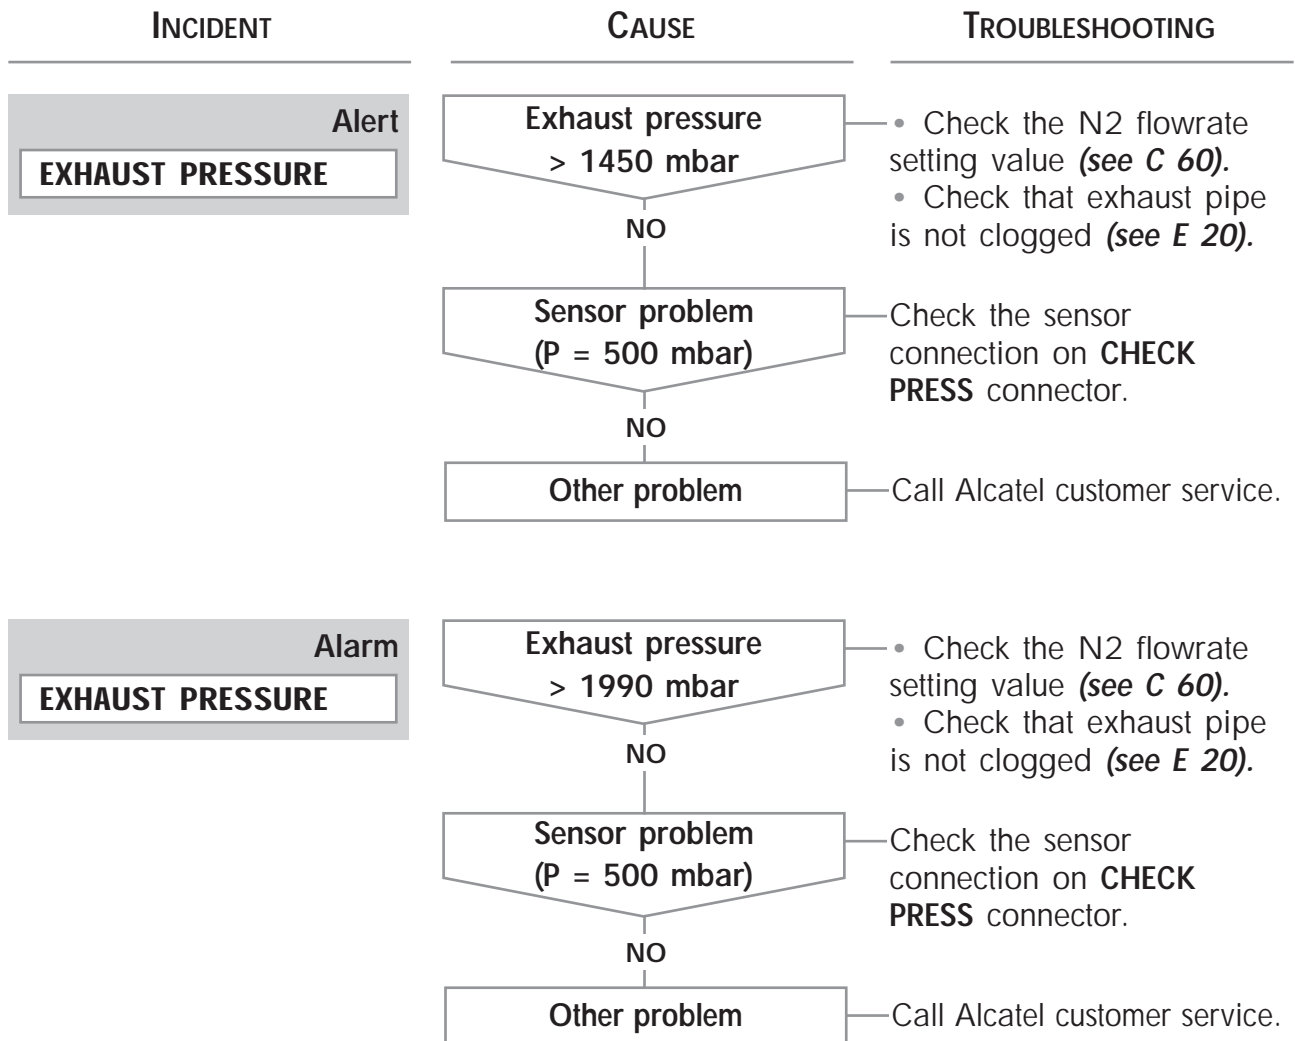 INCIDENT
CAUSE
TROUBLESHOOTING
Alert
EXHAUST PRESSURE
Exhaust pressure
> 1450 mbar
• Check the N2 flowrate
setting value (see C 60).
• Check that exhaust pipe
is not clogged (see E 20).
NO
Sensor problem
(P = 500 mbar)
Check the sensor
connection on CHECK
PRESS connector.
NO
Other problem
Call Alcatel customer service.
Alarm
EXHAUST PRESSURE
Exhaust pressure
> 1990 mbar
• Check the N2 flowrate
setting value (see C 60).
• Check that exhaust pipe
is not clogged (see E 20).
NO
Sensor problem
(P = 500 mbar)
Check the sensor
connection on CHECK
PRESS connector.
NO
Other problem
Call Alcatel customer service.